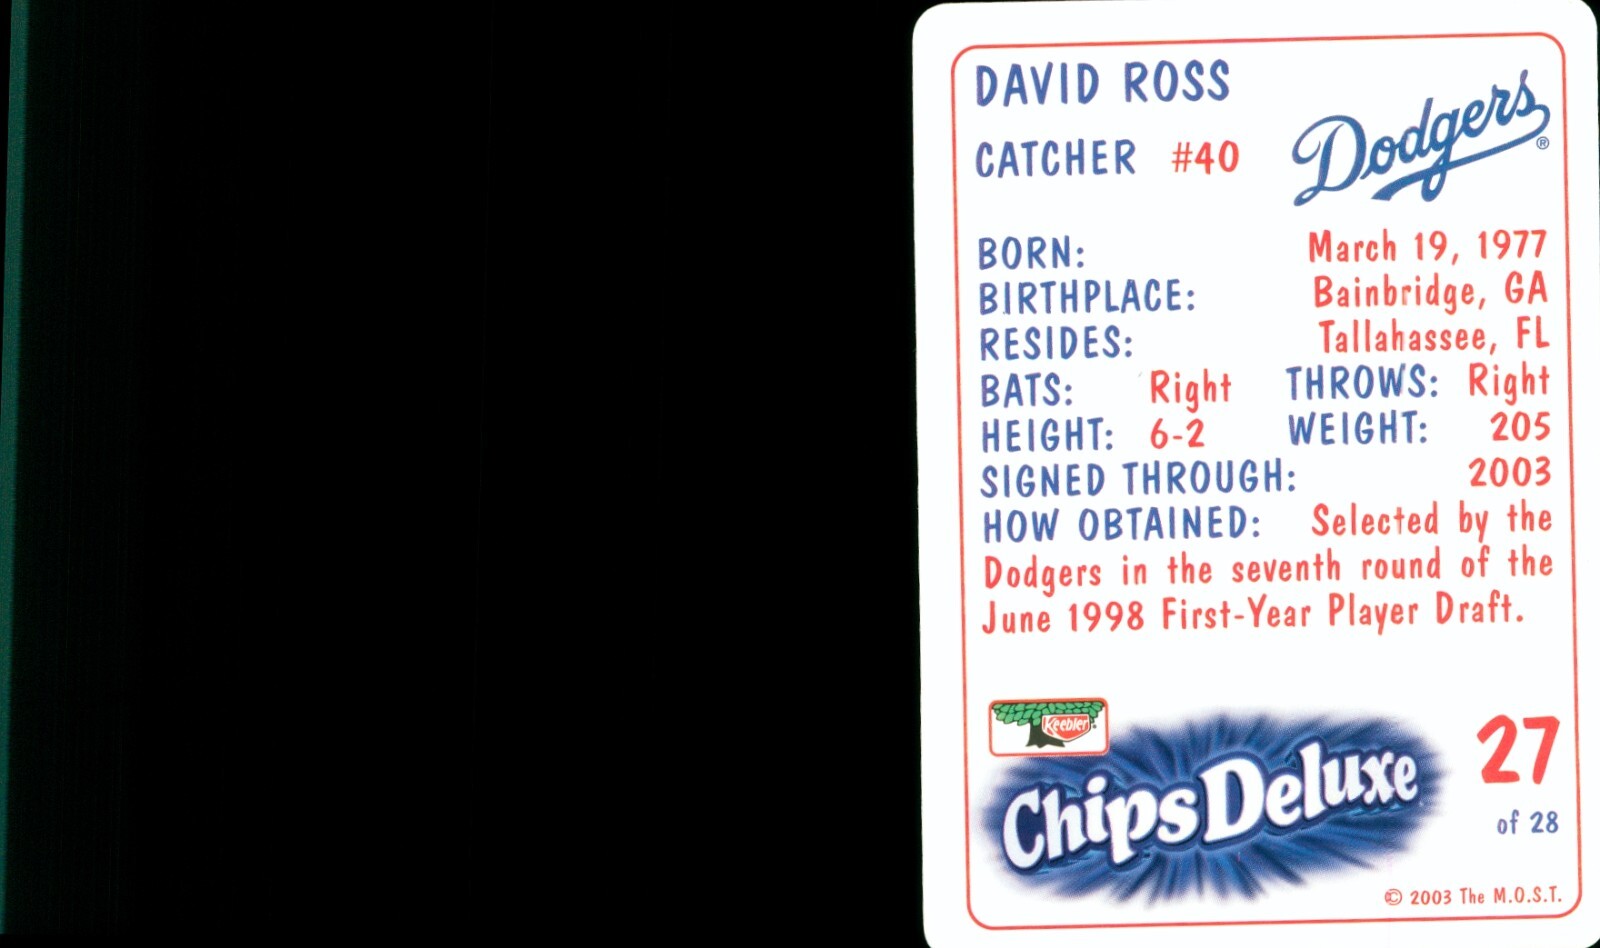 DAVID ROSS
Dodgers ®
CATCHER #40
BORN: March 19, 1977
BIRTHPLACE: Bainbridge, GA
RESIDES: Tallahassee, FL
BATS: Right THROWS: Right
HEIGHT: 6-2 WEIGHT: 205
SIGNED THROUGH: 2003
HOW OBTAINED: Selected by the
Dodgers in the seventh round of the
June 1998 First-Year Player Draft.
Keebler
Chips Deluxe
27
of 28
© 2003 The M.O.S.T.